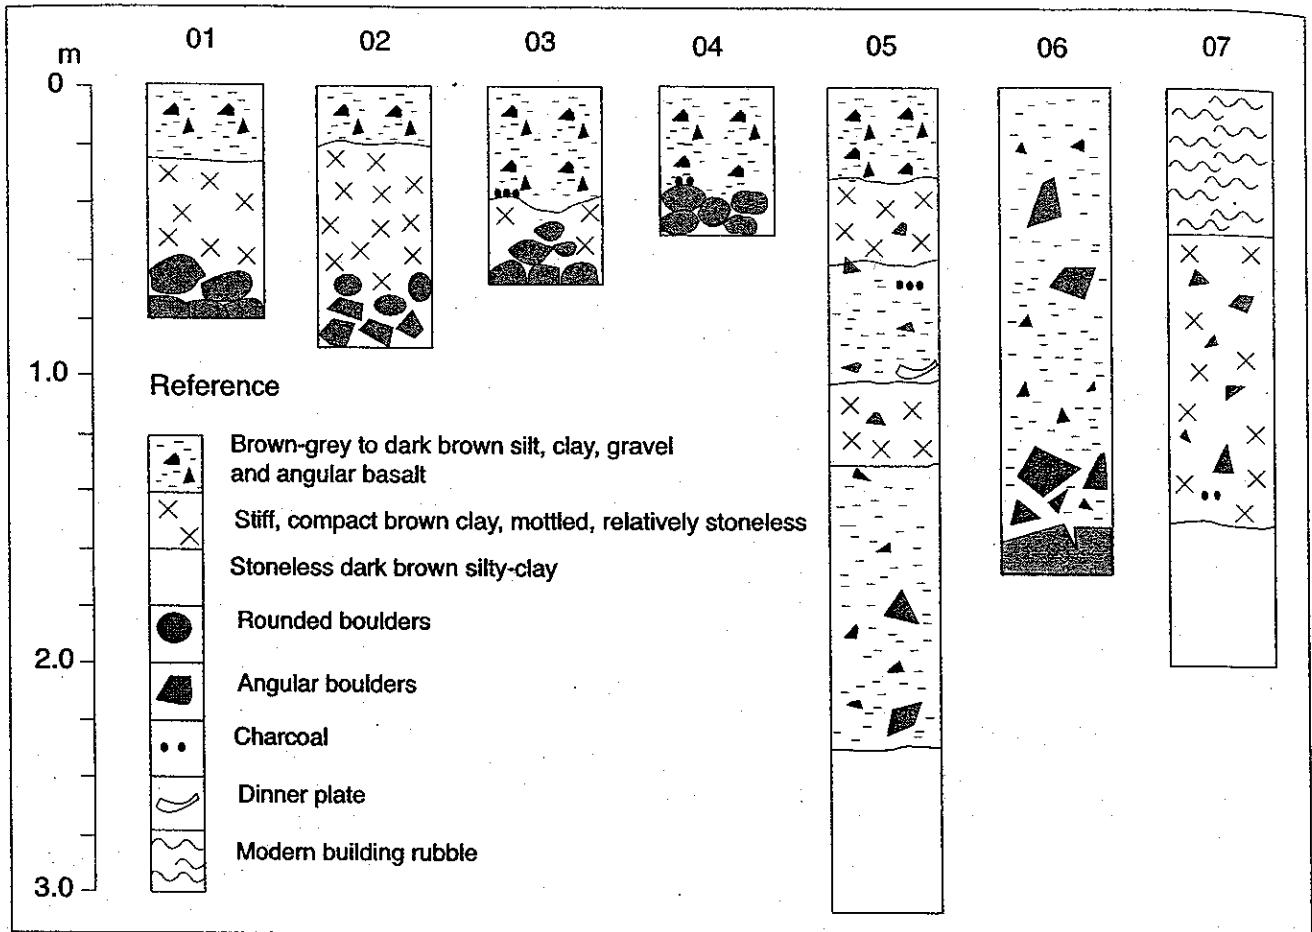 01 02 03 04 05 06 07
m
0
1.0
2.0
3.0
Reference
Brown-grey to dark brown silt, clay, gravel
and angular basalt
Stiff, compact brown clay, mottled, relatively stoneless
Stoneless dark brown silty-clay
Rounded boulders
Angular boulders
Charcoal
Dinner plate
Modern building rubble